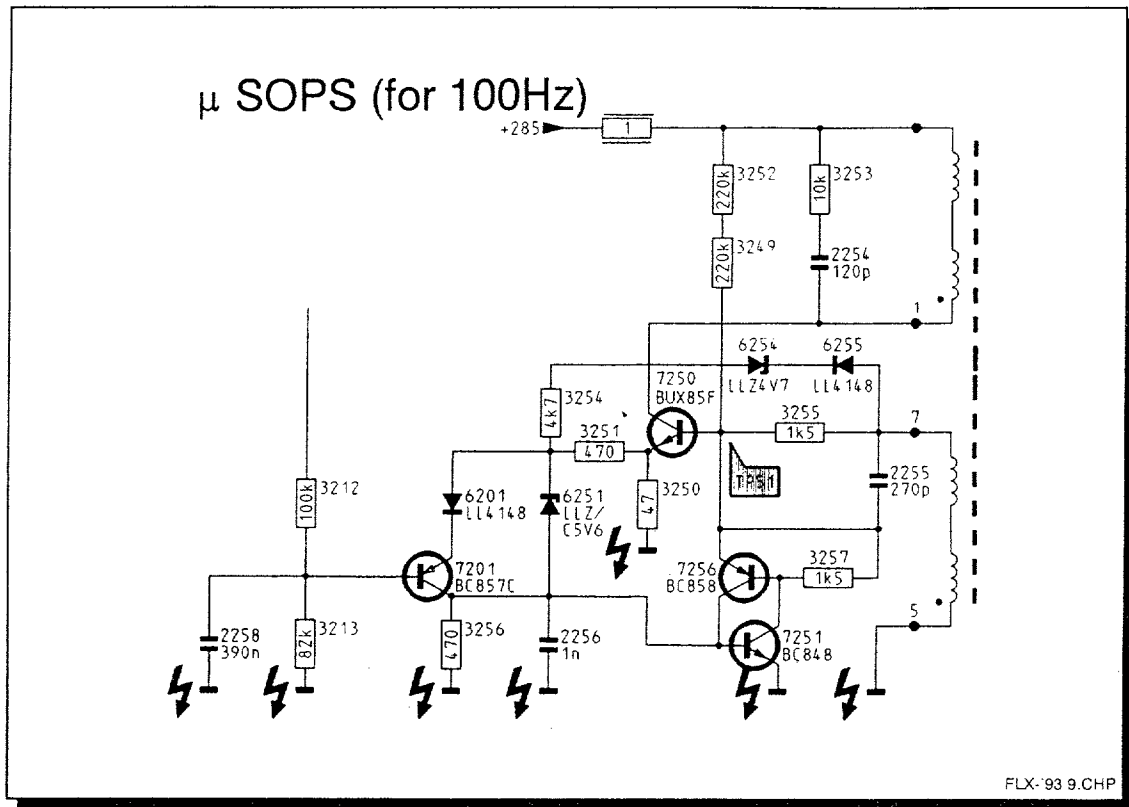 µ SOPS (for 100Hz)
+285
1
3252
220k
3253
10k
3249
220k
2254
120p
1
6254
LLZ4V7
6255
LL4148
7250
BUX85F
3254
4k7
3255
1k5
7
3251
470
TPS1
2255
270p
3212
100k
6201
LL4148
6251
LLZ/
C5V6
3250
47
7201
BC857C
7256
BC858
3257
1k5
5
2258
390n
3213
82k
3256
470
2256
1n
7251
BC848
FLX-'93 9.CHP